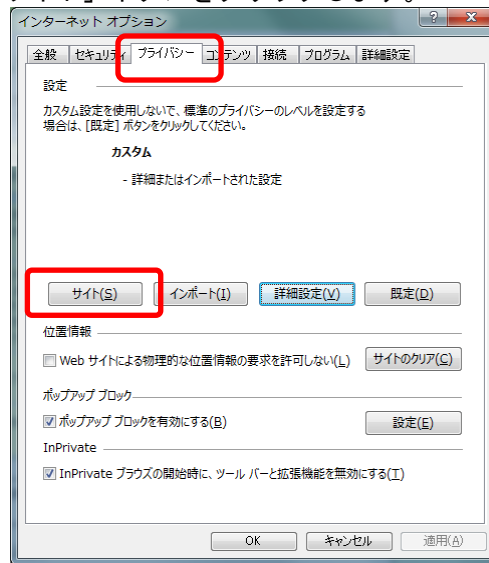 インターネット オプション
全般 セキュリティ プライバシー コンテンツ 接続 プログラム 詳細設定
設定
カスタム設定を使用しないで、標準のプライバシーのレベルを設定する
場合は、[既定] ボタンをクリックしてください。
カスタム
- 詳細またはインポートされた設定
サイト(S) インポート(I) 詳細設定(V) 既定(D)
位置情報
Web サイトによる物理的な位置情報の要求を許可しない(L) サイトのクリア(C)
ポップアップ ブロック
ポップアップ ブロックを有効にする(B) 設定(E)
InPrivate
InPrivate ブラウズの開始時に、ツール バーと拡張機能を無効にする(T)
OK キャンセル 適用(A)